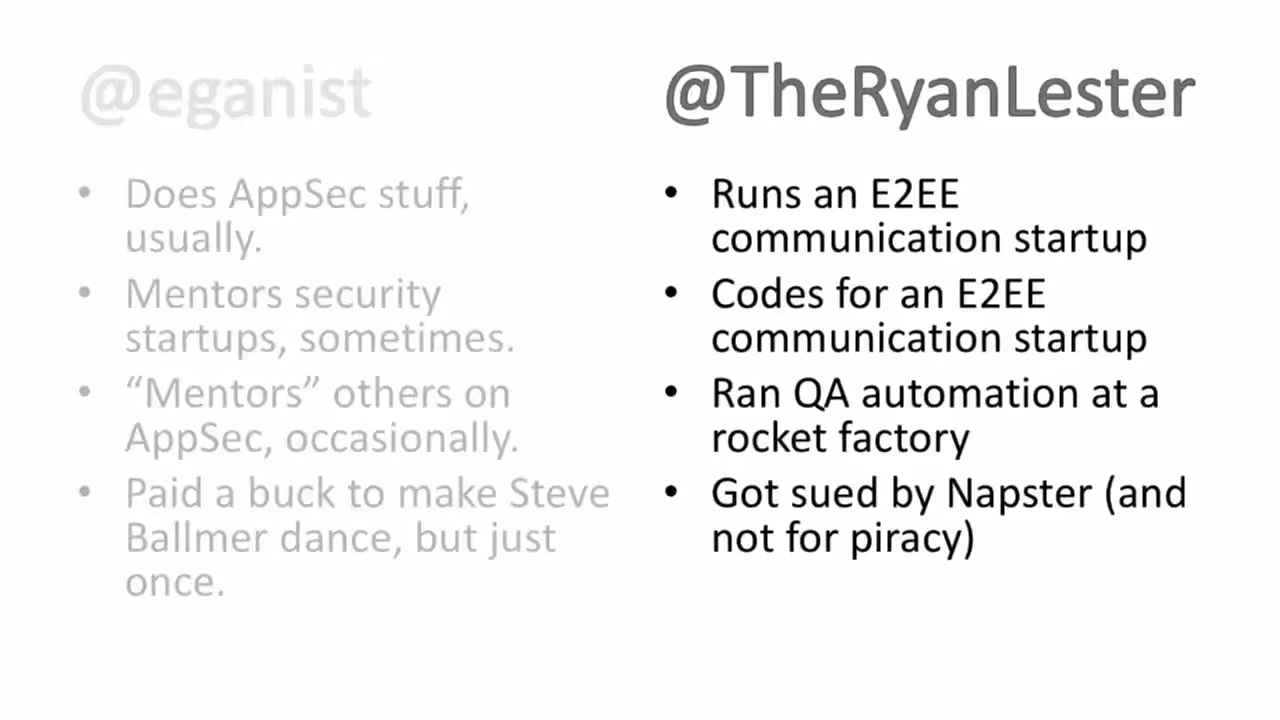 @eganist
• Does AppSec stuff,
usually.
• Mentors security
startups, sometimes.
• “Mentors” others on
AppSec, occasionally.
• Paid a buck to make Steve
Ballmer dance, but just
once.
@TheRyanLester
• Runs an E2EE
communication startup
• Codes for an E2EE
communication startup
• Ran QA automation at a
rocket factory
• Got sued by Napster (and
not for piracy)